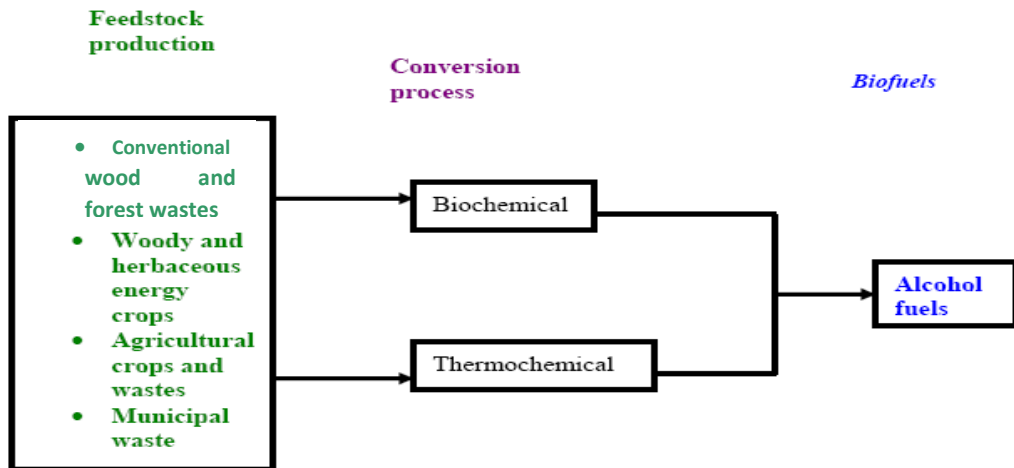 Feedstock
production
Conversion
process
Biofuels
• Conventional
wood and
forest wastes
• Woody and
herbaceous
energy
crops
• Agricultural
crops and
wastes
• Municipal
waste
Biochemical
Thermochemical
Alcohol
fuels